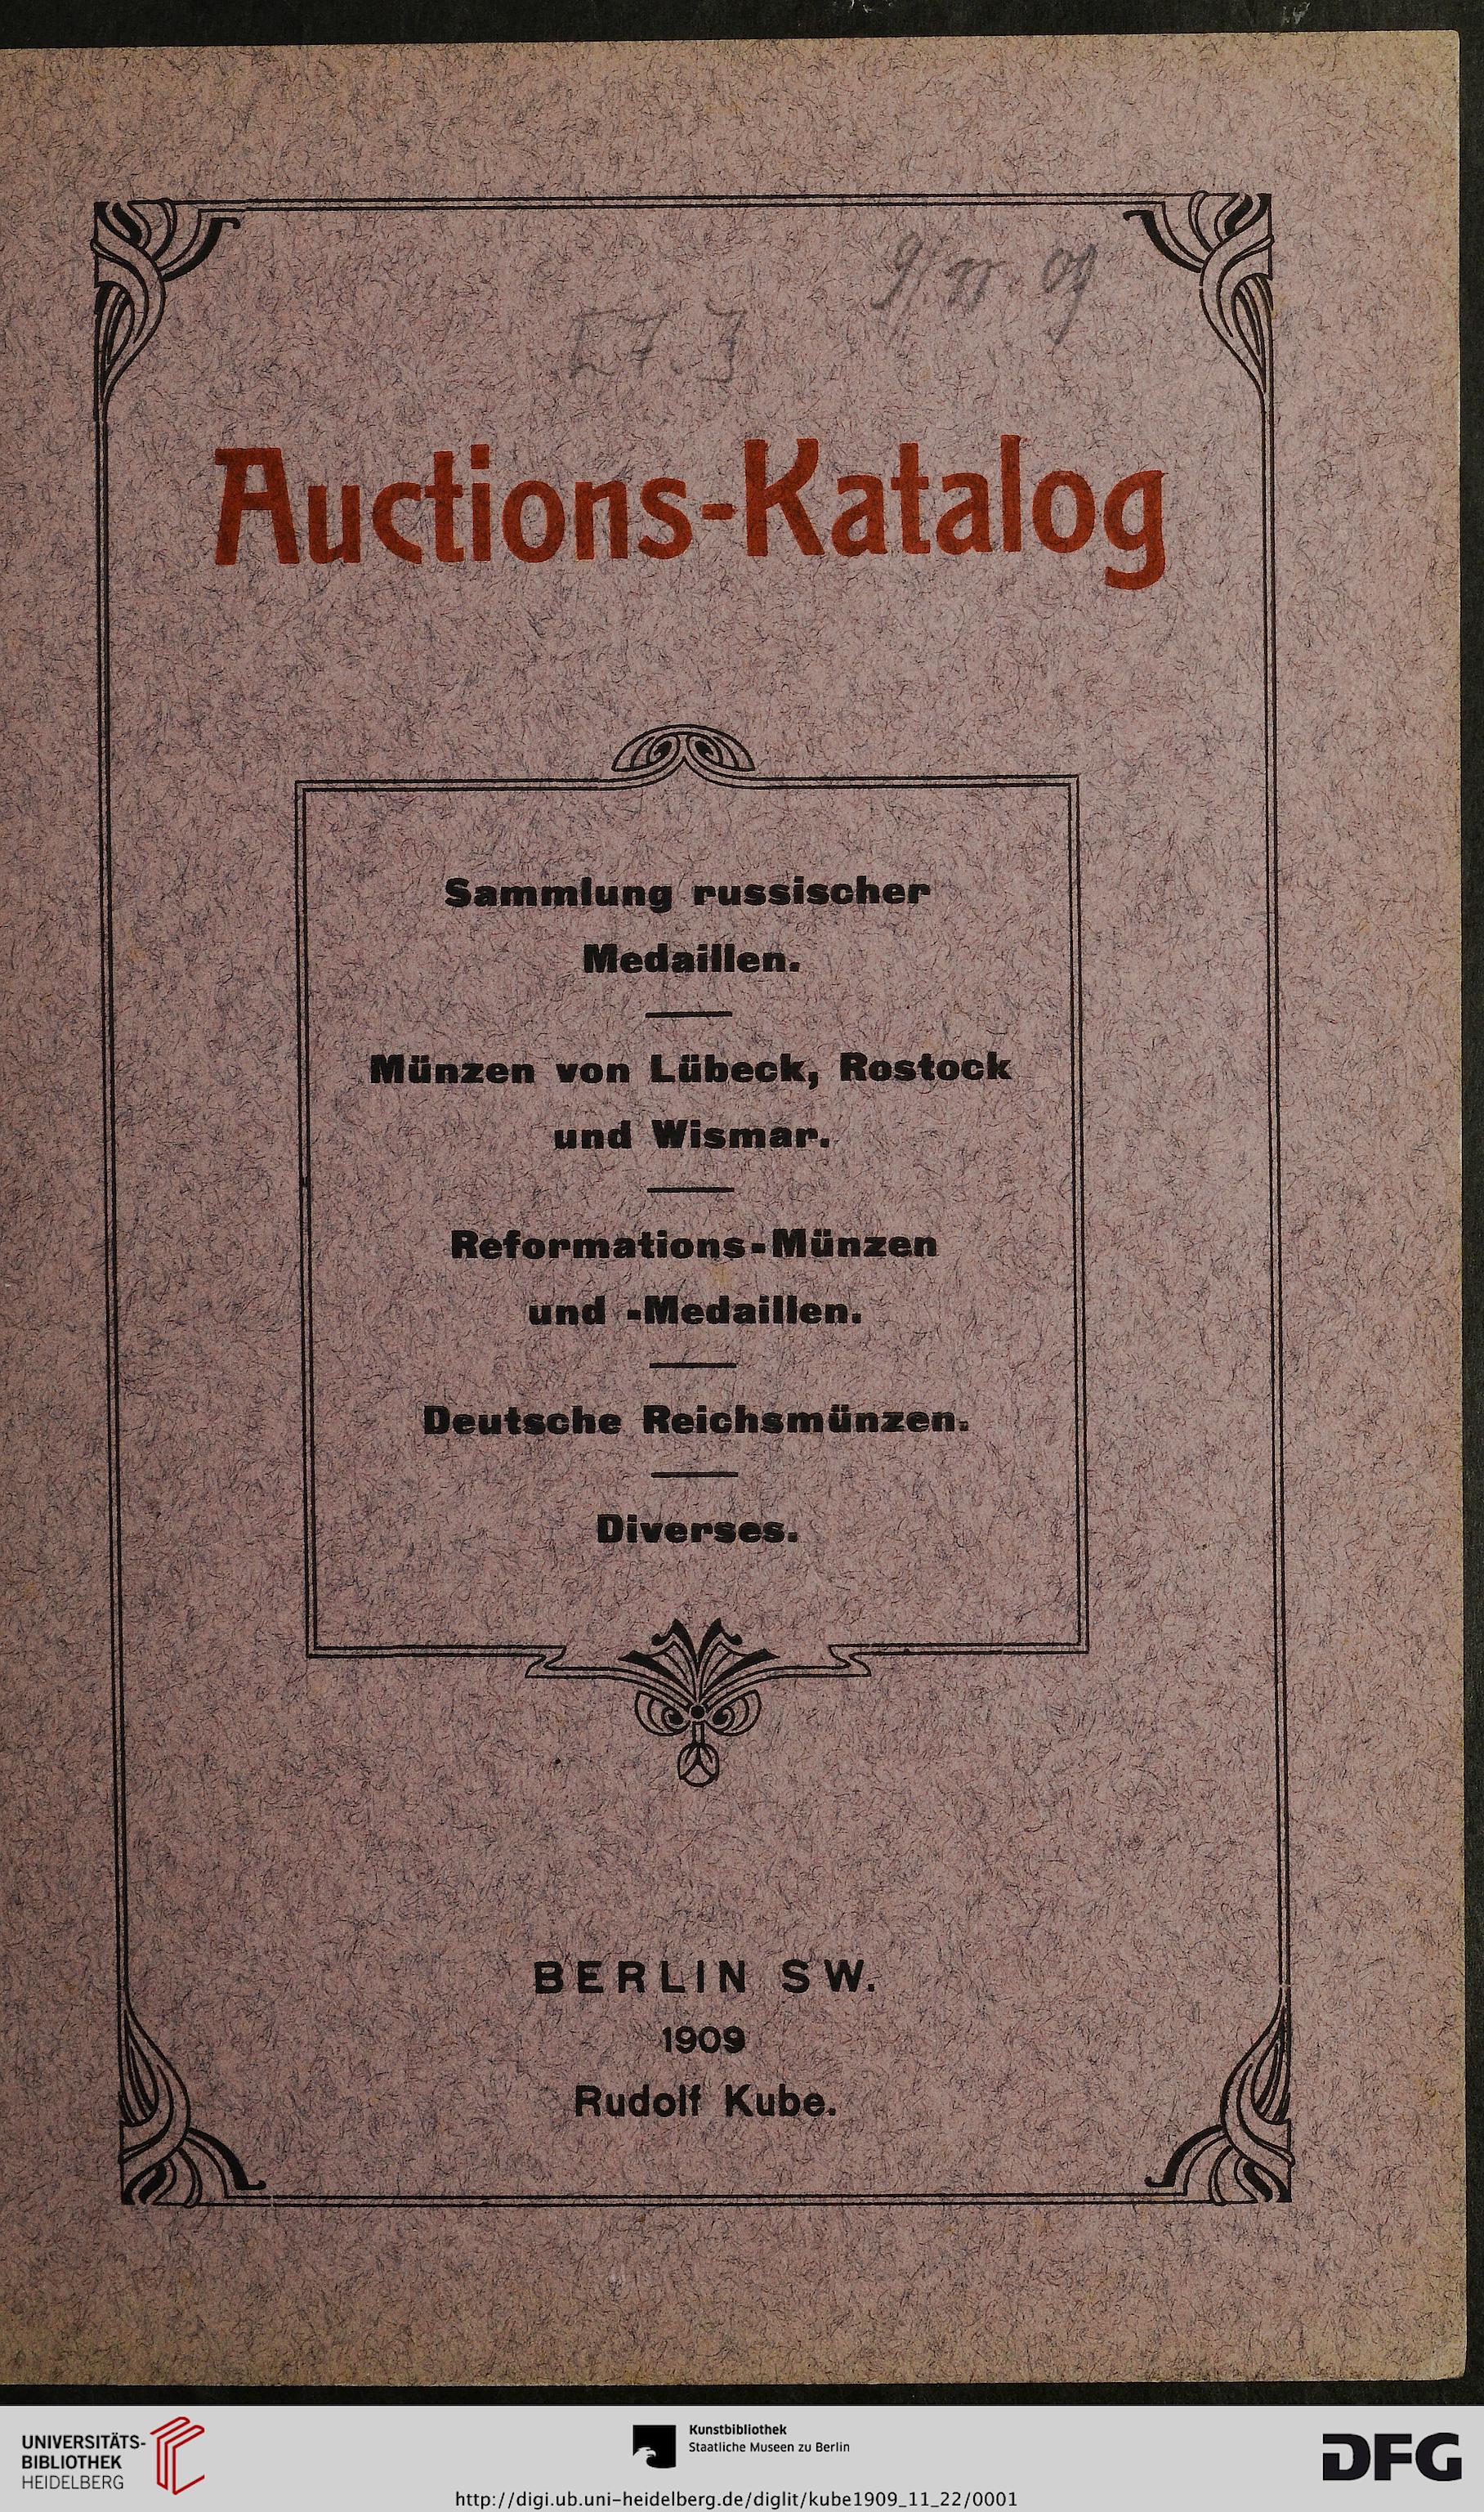 Auctions-Katalog
Sammlung russischer
Medaillen.
Münzen von Lübeck, Rostock
und Wismar.
Reformations-Münzen
und -Medaillen.
Deutsche Reichsmünzen.
Diverses.
BERLIN SW.
1909
Rudolf Kube.
UNIVERSITÄTS-
BIBLIOTHEK
HEIDELBERG
Kunstbibliothek
Staatliche Museen zu Berlin
DFG
http://digi.ub.uni-heidelberg.de/diglit/kube1909_11_22/0001